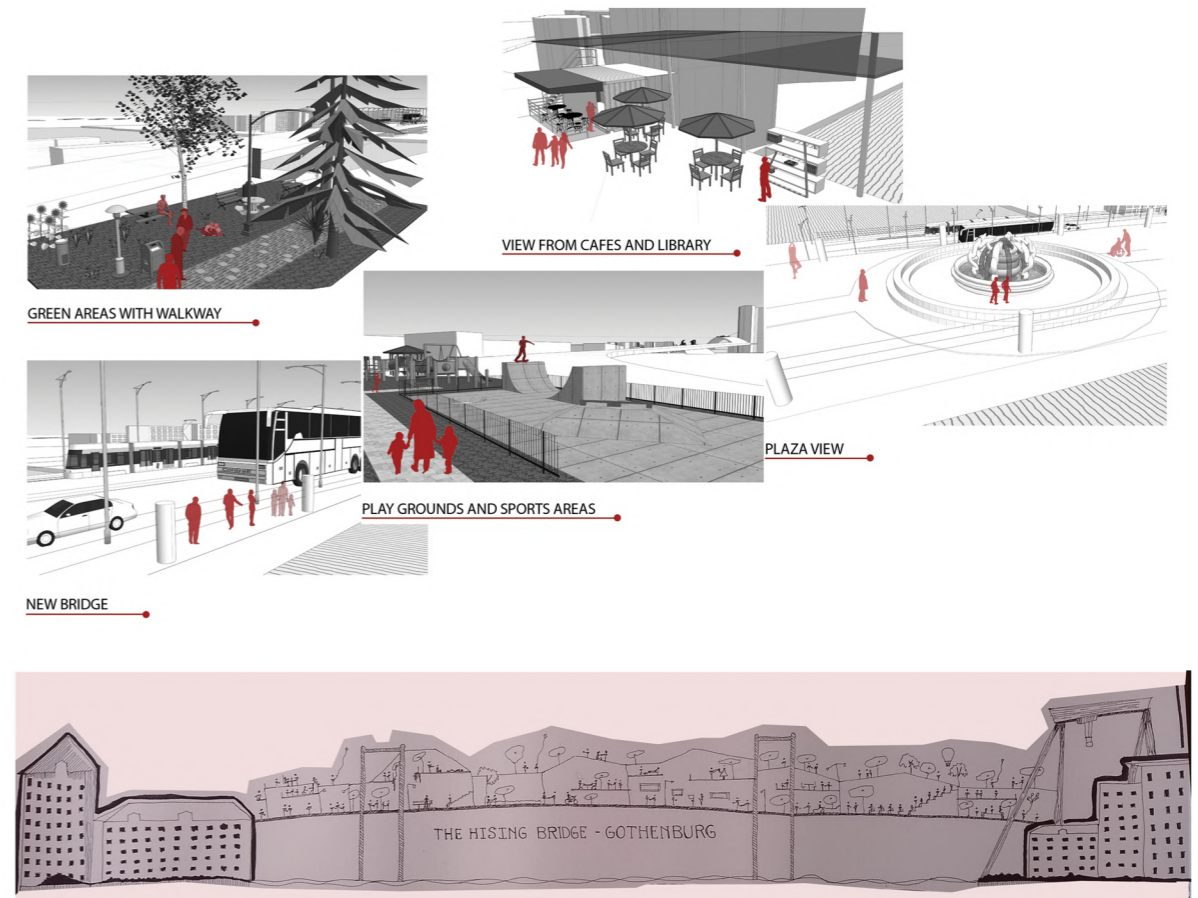 VIEW FROM CAFES AND LIBRARY
GREEN AREAS WITH WALKWAY
PLAZA VIEW
PLAY GROUNDS AND SPORTS AREAS
NEW BRIDGE
THE HISING BRIDGE - GOTHENBURG